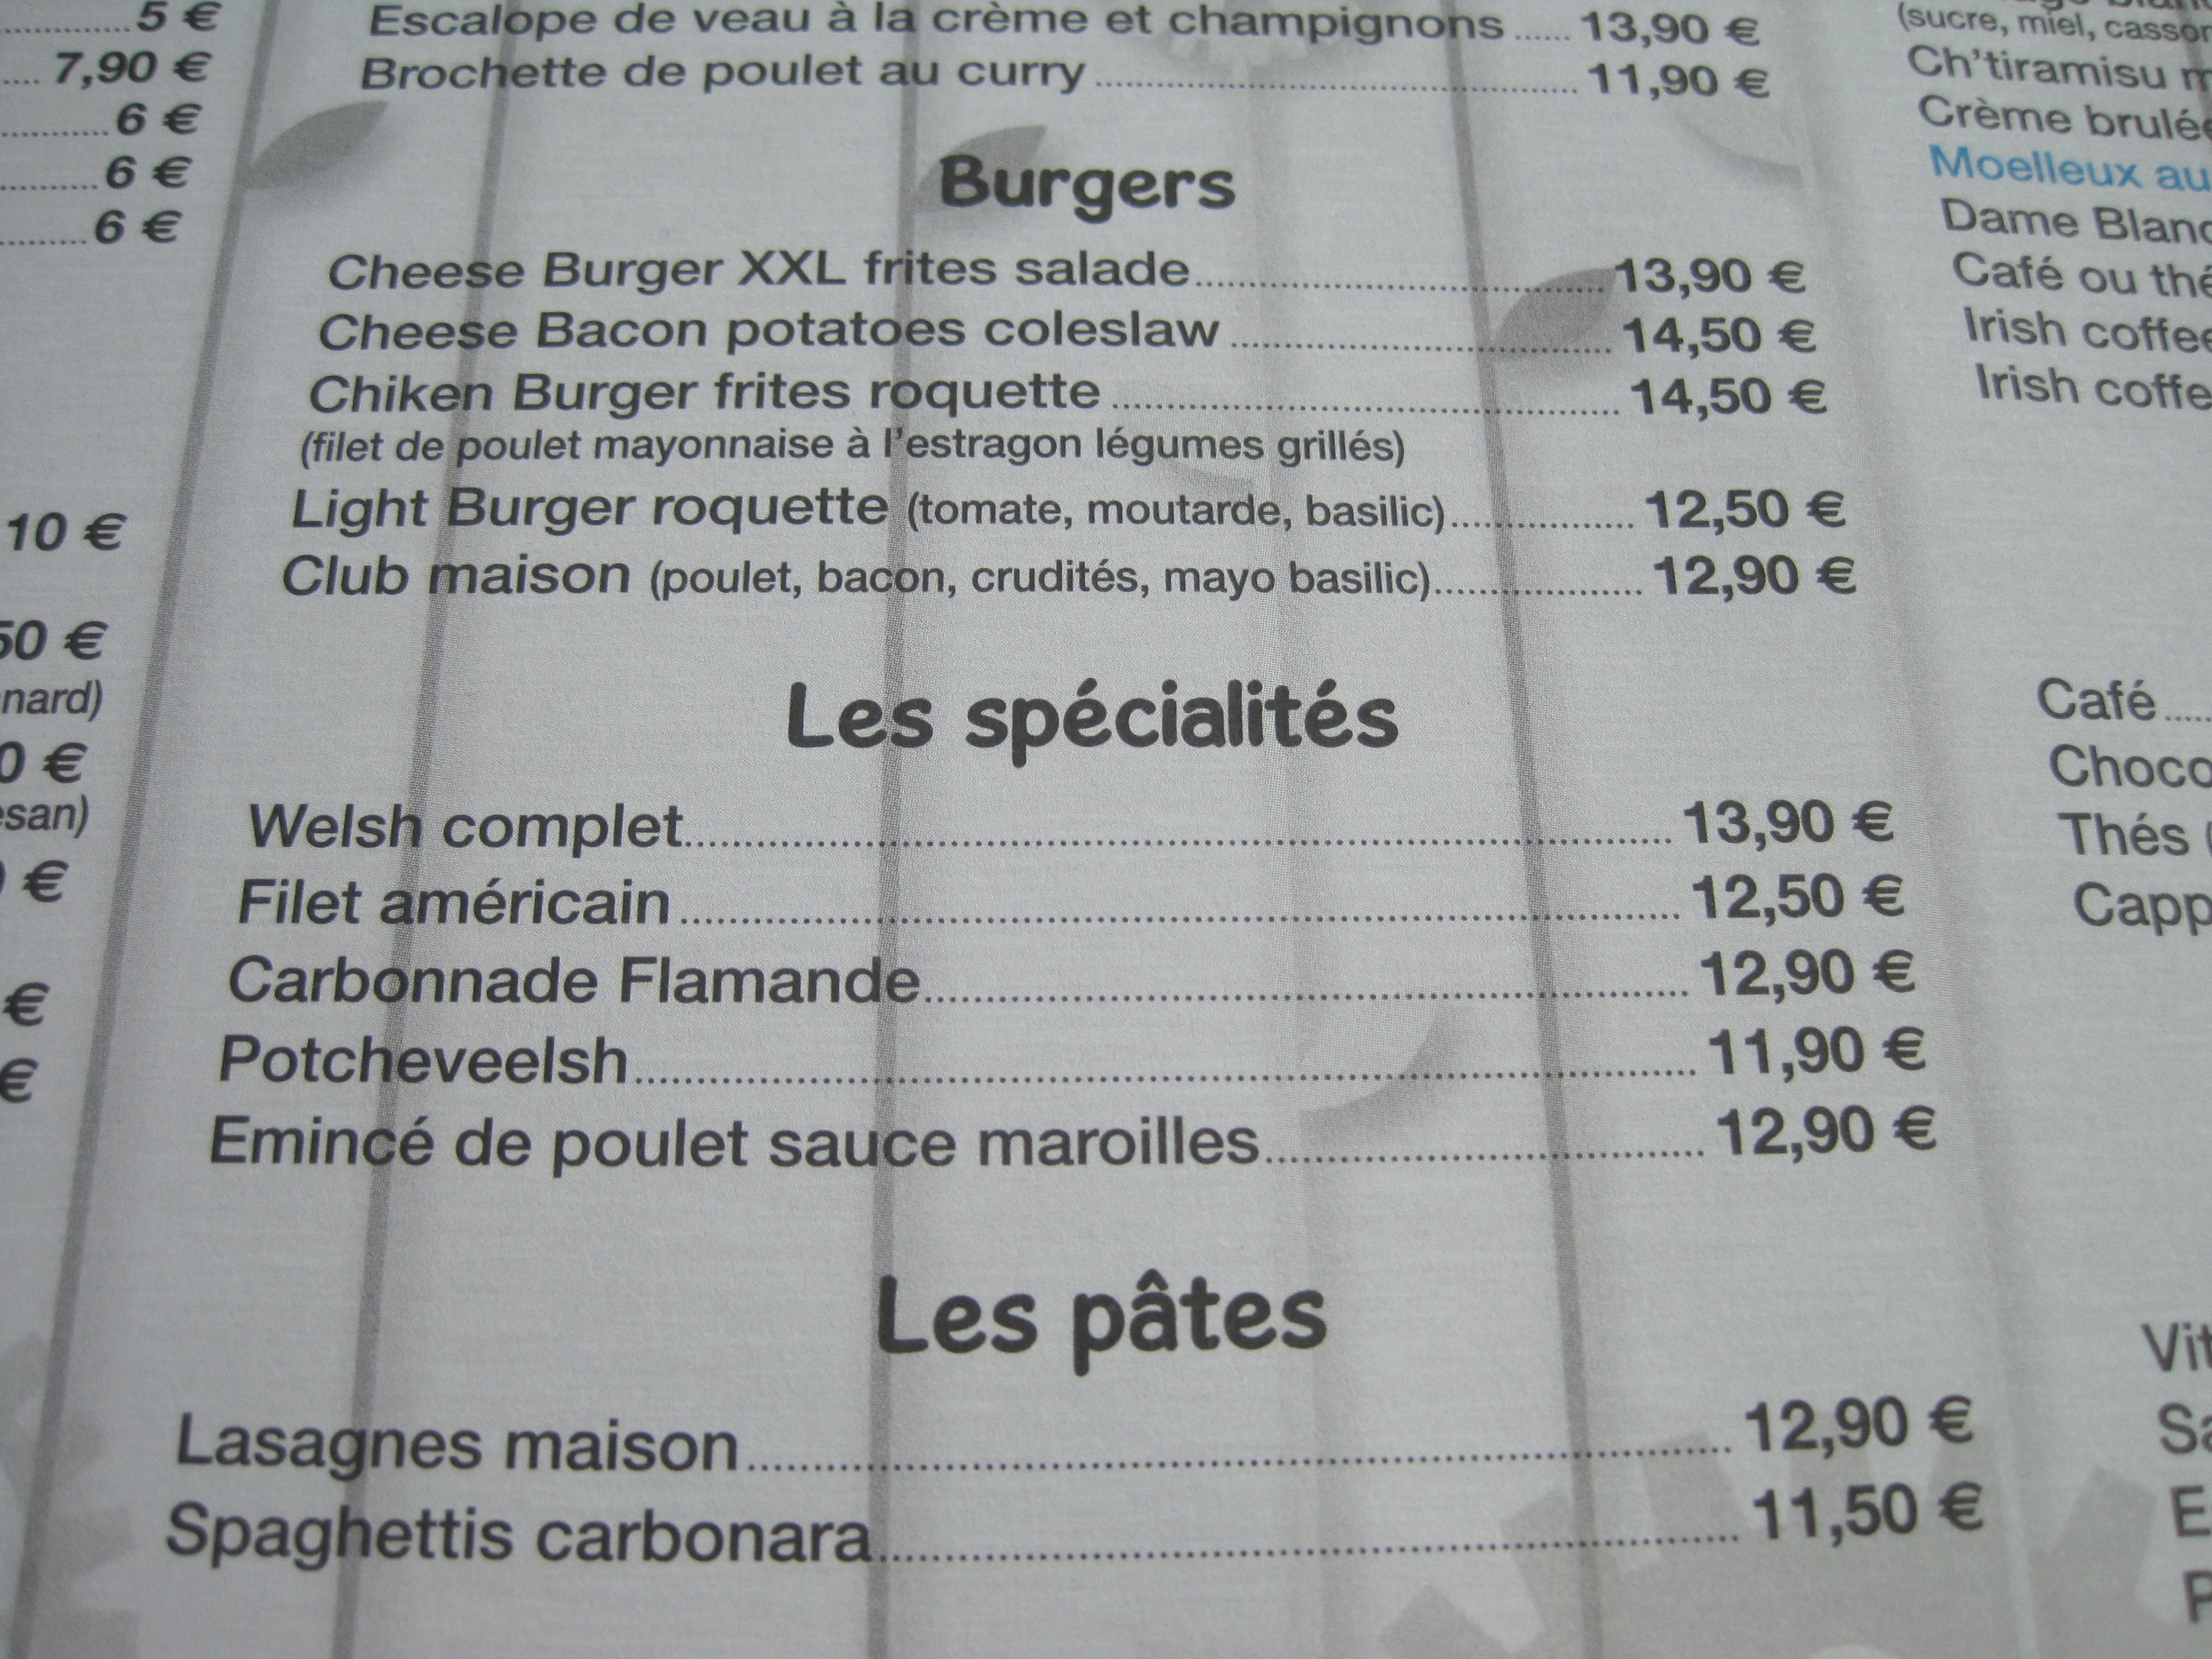 5 €
7,90 €
6 €
6 €
6 €
10 €
50 €
€
€
€
€
Escalope de veau à la crème et champignons ...... 13,90 €
Brochette de poulet au curry ...... 11,90 €
Burgers
Cheese Burger XXL frites salade ...... 13,90 €
Cheese Bacon potatoes coleslaw ...... 14,50 €
Chiken Burger frites roquette ...... 14,50 €
(filet de poulet mayonnaise à l'estragon légumes grillés)
Light Burger roquette (tomate, moutarde, basilic) ...... 12,50 €
Club maison (poulet, bacon, crudités, mayo basilic) ...... 12,90 €
Les spécialités
Welsh complet ...... 13,90 €
Filet américain ...... 12,50 €
Carbonnade Flamande ...... 12,90 €
Potcheveelsh ...... 11,90 €
Emincé de poulet sauce maroilles ...... 12,90 €
Les pâtes
Lasagnes maison ...... 12,90 €
Spaghettis carbonara ...... 11,50 €
(sucre, miel,
Ch'tiramisu
Crème brulée
Moelleux au
Dame
Café ou thé
Irish coffee
Irish
Café
Thés